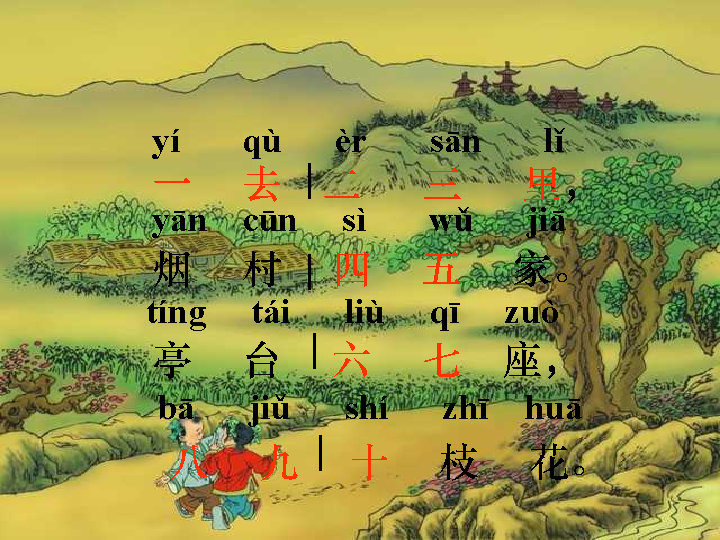 yí qù èr sān lǐ
一 去 | 二 三 里，
yān cūn sì wǔ jiā
烟 村 | 四 五 家。
tíng tái liù qī zuò
亭 台 | 六 七 座，
bā jiǔ shí zhī huā
八 九 | 十 枝 花。